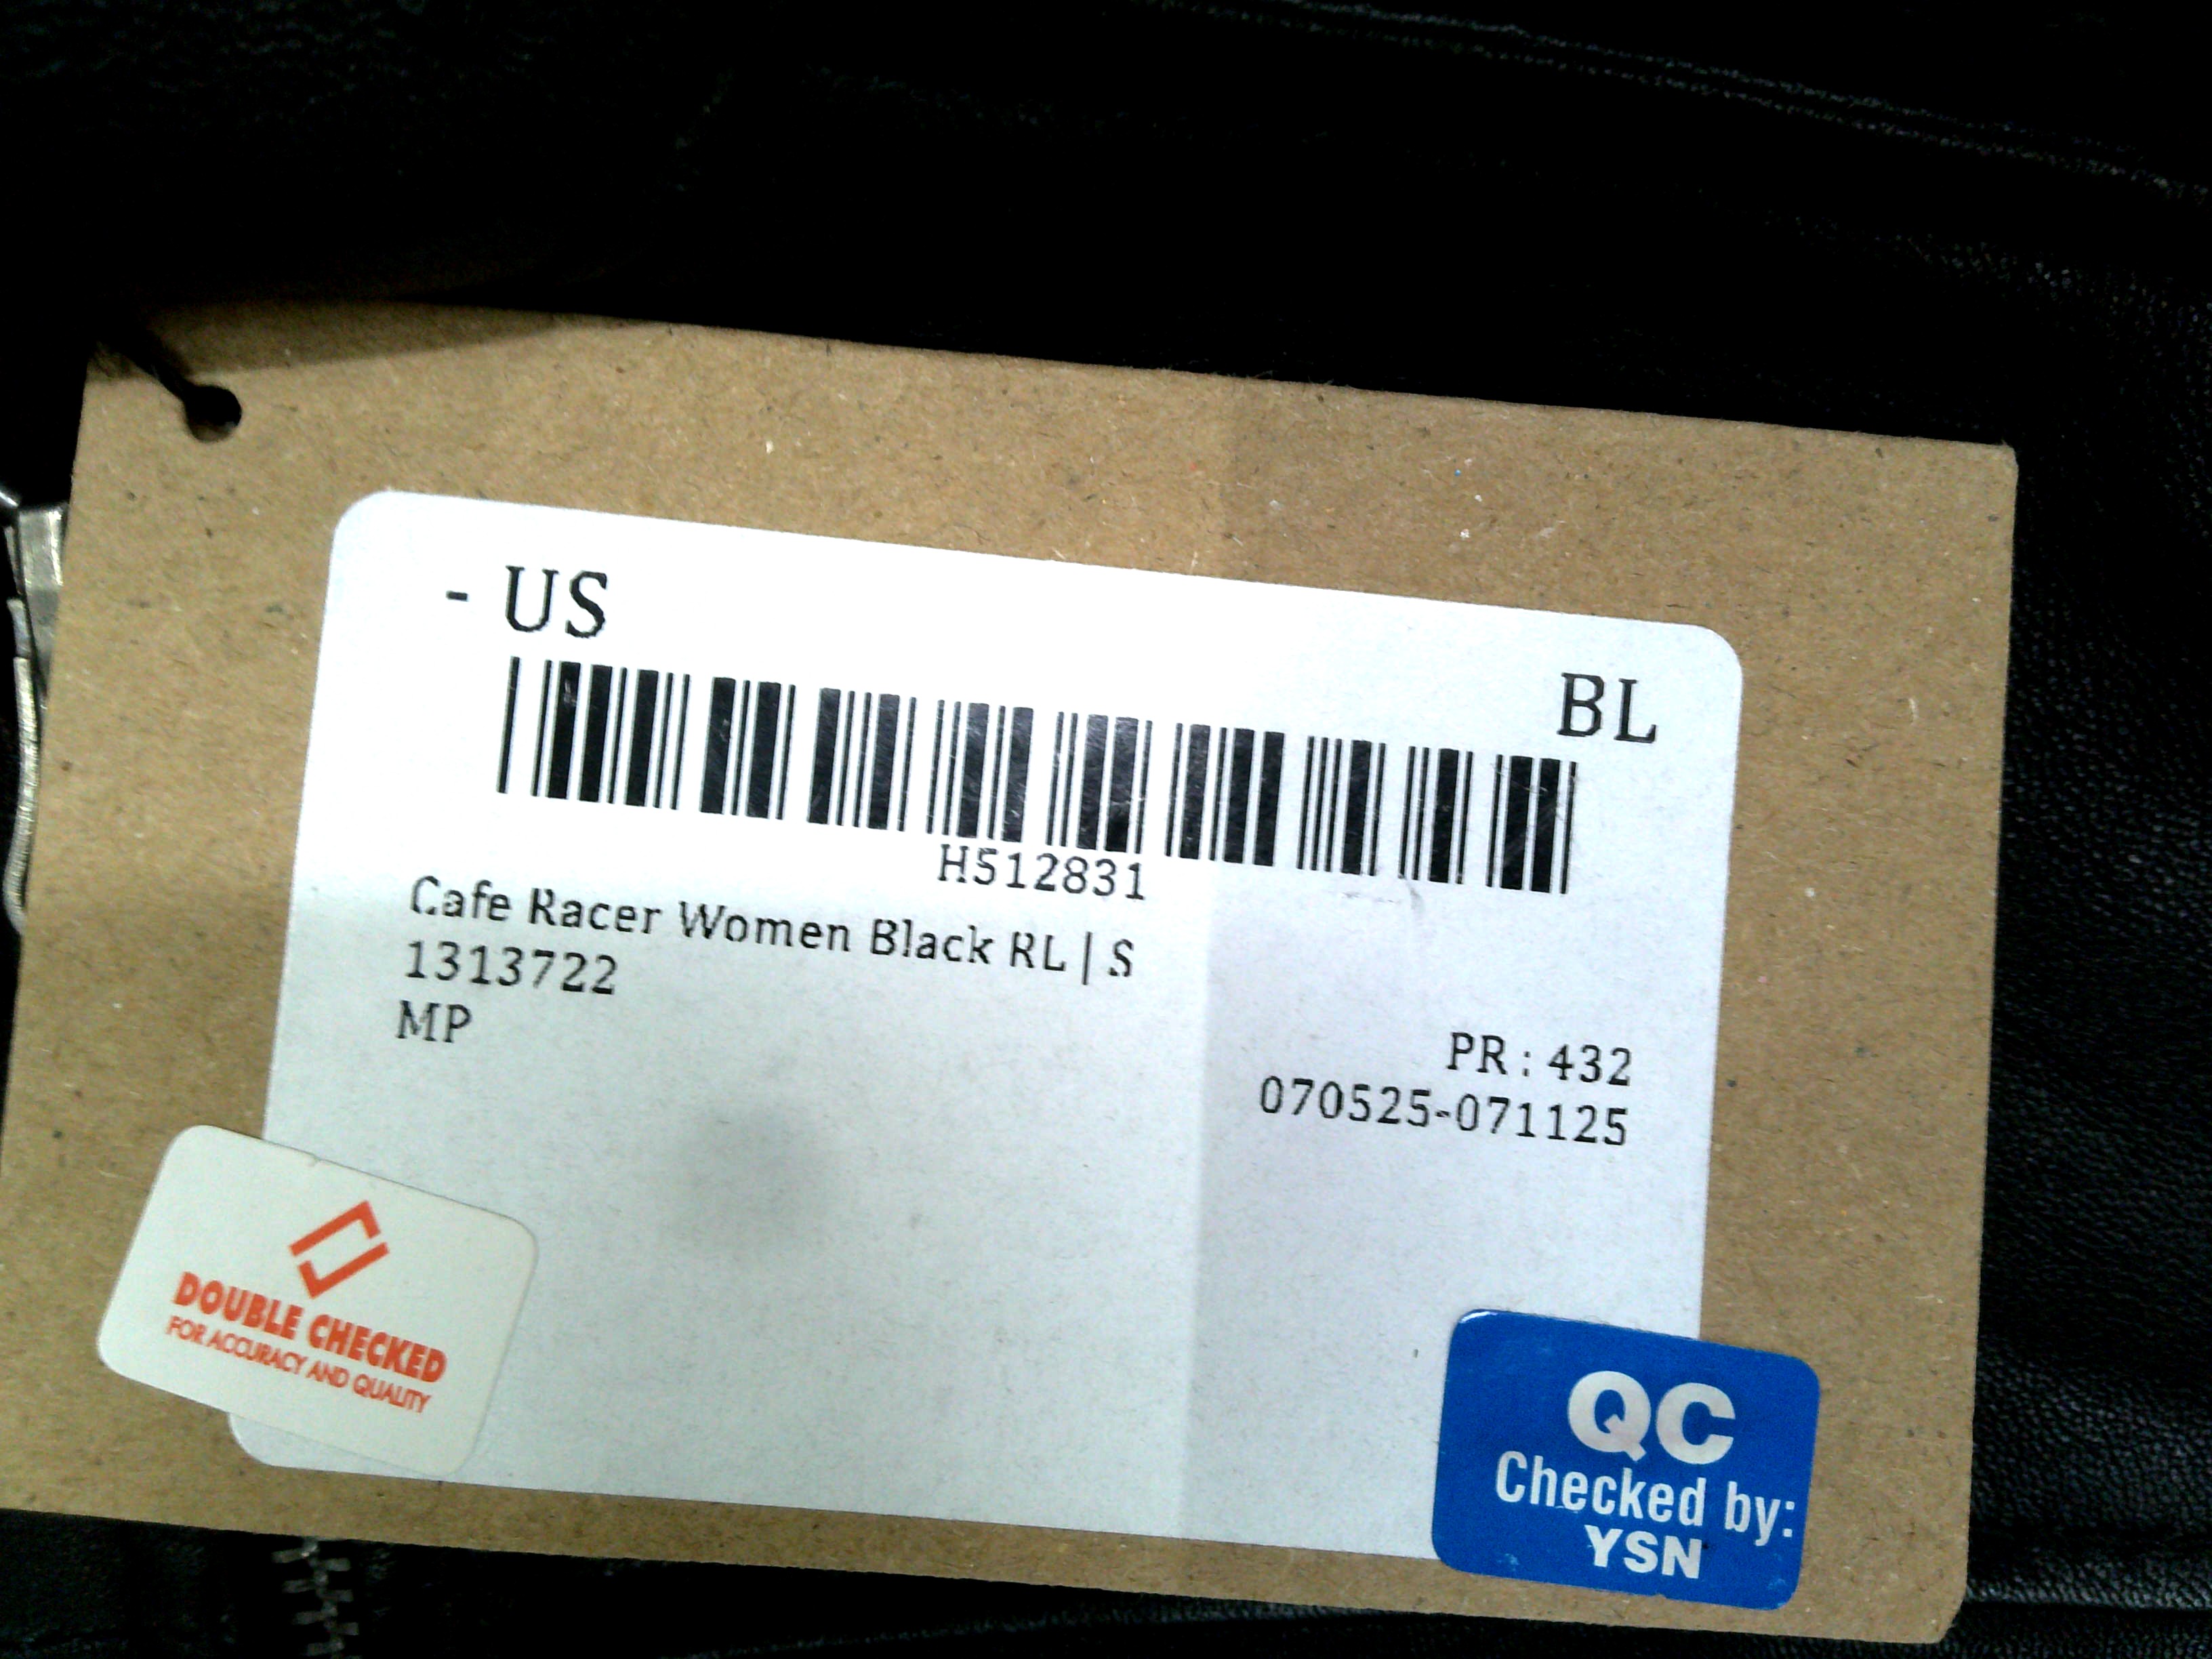 - US
BL
H512831
Cafe Racer Women Black RL | S
1313722
MP
PR : 432
070525-071125
DOUBLE CHECKED
FOR ACCURACY AND QUALITY
QC
Checked by:
YSN